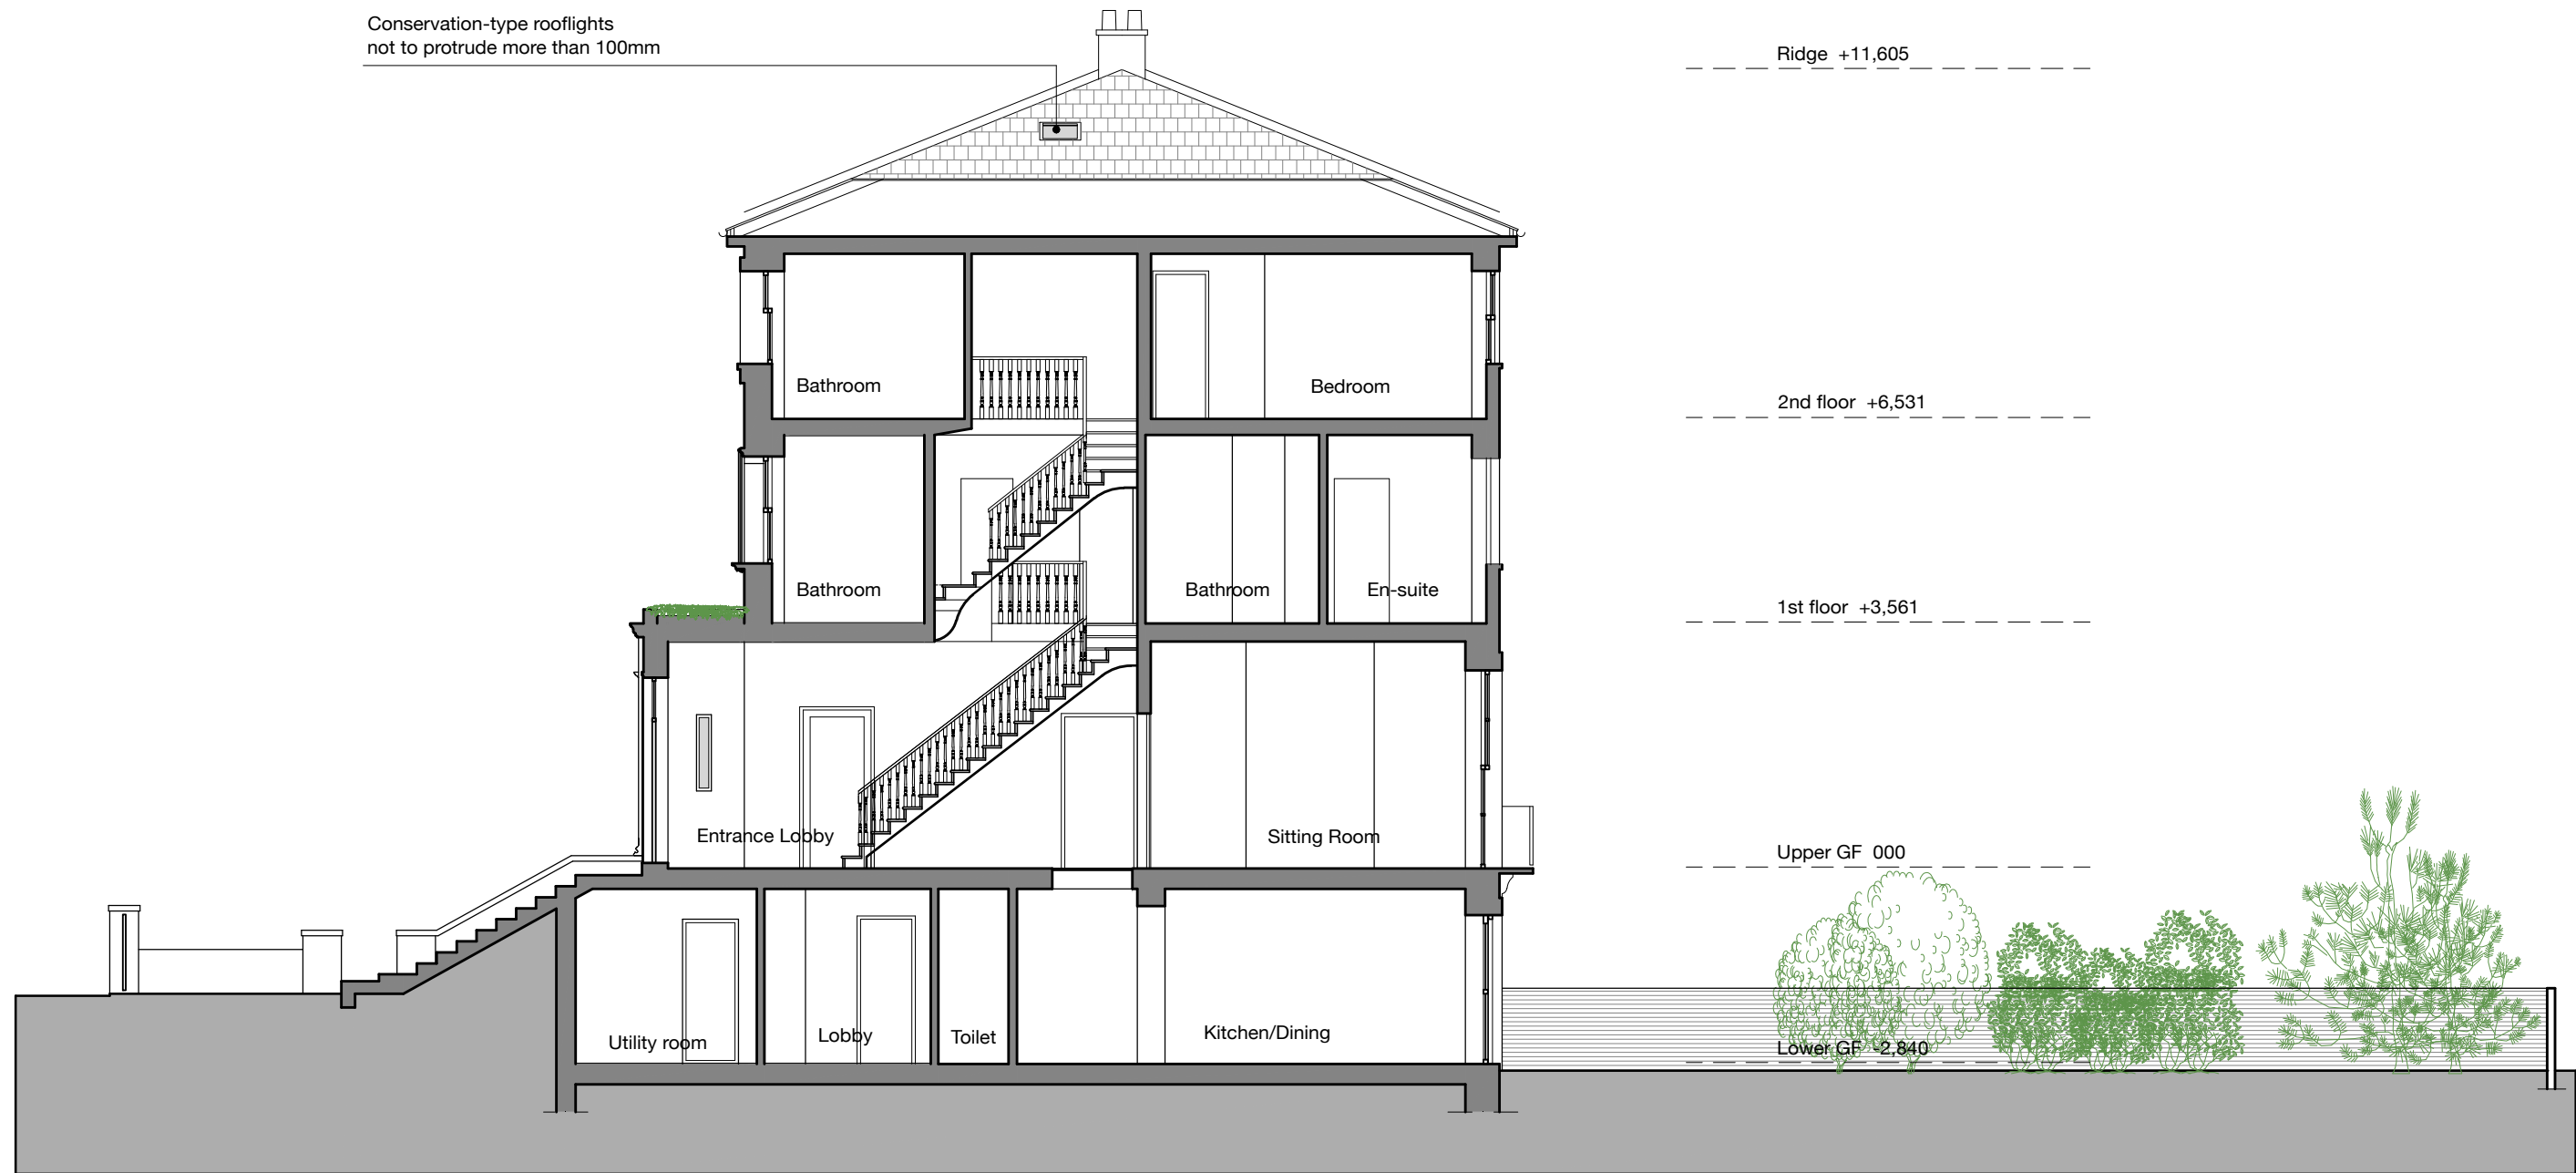 Conservation-type rooflights
not to protrude more than 100mm
Ridge +11,605
Bathroom
Bedroom
2nd floor +6,531
Bathroom
Bathroom
En-suite
1st floor +3,561
Entrance Lobby
Sitting Room
Upper GF 000
Utility room
Lobby
Toilet
Kitchen/Dining
Lower GF -2,840